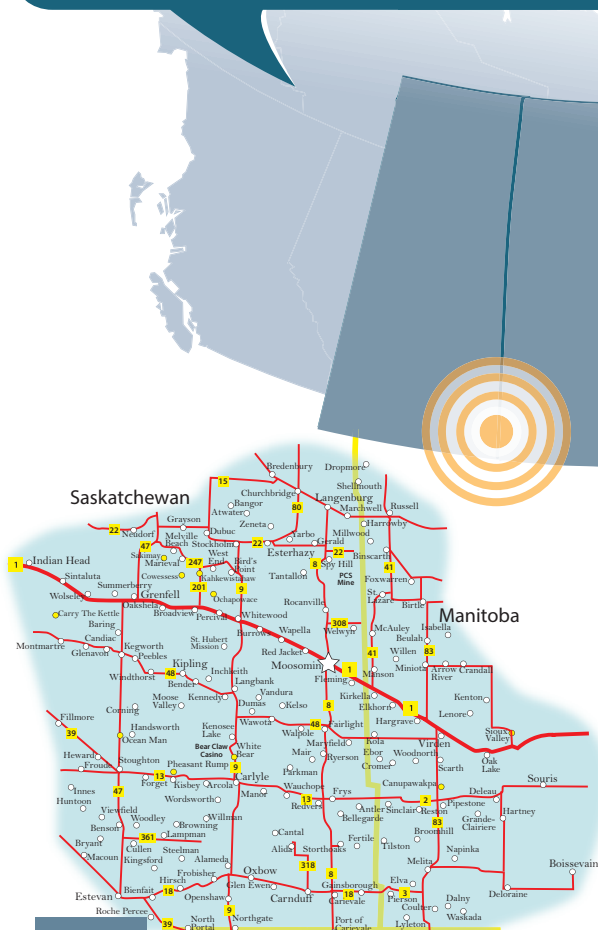 Bredenbury
Dropmore
15
Shellmouth
Churchbridge
Saskatchewan
Langenburg
Bangor
80
Marchwell
Russell
Atwater
Grayson
Zeneta
Harrowby
22
Neudorf
Dubuc
Yarbo
Millwood
Melville
22
Gerald
47
Beach
Stockholm
Esterhazy
22
Binscarth
Sakimay
West
End
Bird's
Point
8
Spy Hill
1
Indian Head
Marieval
247
41
Cowessess
Kahkewistahaw
Tantallon
PCS
Mine
Foxwarren
Sintaluta
201
9
Summerberry
St.
Lazare
Wolseley
Grenfell
Ochapowace
Birtle
Oakshela
Rocanville
Carry The Kettle
Broadview
Whitewood
Manitoba
Baring
Percival
308
Isabella
Candiac
Burrows
Wapella
Welwyn
McAuley
Beulah
Montmartre
Kegworth
St. Hubert
Mission
83
Glenavon
Peebles
Red Jacket
41
Willen
Kipling
Moosomin
1
Manson
Miniota
Arrow
River
Crandall
Windthorst
48
Inchkeith
Fleming
Bender
Langbank
Moose
Valley
Kennedy
Vandura
Kirkella
Kenton
Corning
Dumas
Kelso
8
Elkhorn
1
Lenore
Fillmore
Wawota
Hargrave
Handsworth
Kenosee
Lake
48
Fairlight
39
Ocean Man
Walpole
Kola
Virden
Sioux
Valley
Bear Claw
Casino
White
Bear
Maryfield
Ebor
Heward
Stoughton
Mair
Ryerson
Woodnorth
Oak
Lake
Froude
Pheasant Rump
9
Cromer
Scarth
13
Parkman
Forget
Carlyle
Canupawakpa
Souris
Innes
47
Kisbey
Arcola
Manor
Wauchope
Deleau
Huntoon
Wordsworth
13
Frys
2
Redvers
Antler
Sinclair
Reston
Pipestone
Viewfield
Willmar
Bellegarde
Hartney
Woodley
Browning
83
Grande-
Clairiere
Benson
Lampman
Cantal
Broomhill
361
Fertile
Bryant
Cullen
Steelman
Alida
Storthoaks
Tilston
Napinka
Macoun
Kingsford
Alameda
318
Melita
Boissevain
Frobisher
Oxbow
8
Hirsch
Glen Ewen
Gainsborough
Elva
Estevan
Bienfait
18
Openshaw
Carnduff
18
Carievale
3
Deloraine
Pierson
Roche Percee
9
Coulter
Dalny
Waskada
39
North
Portal
Northgate
Port of
Carievale
Lyleton